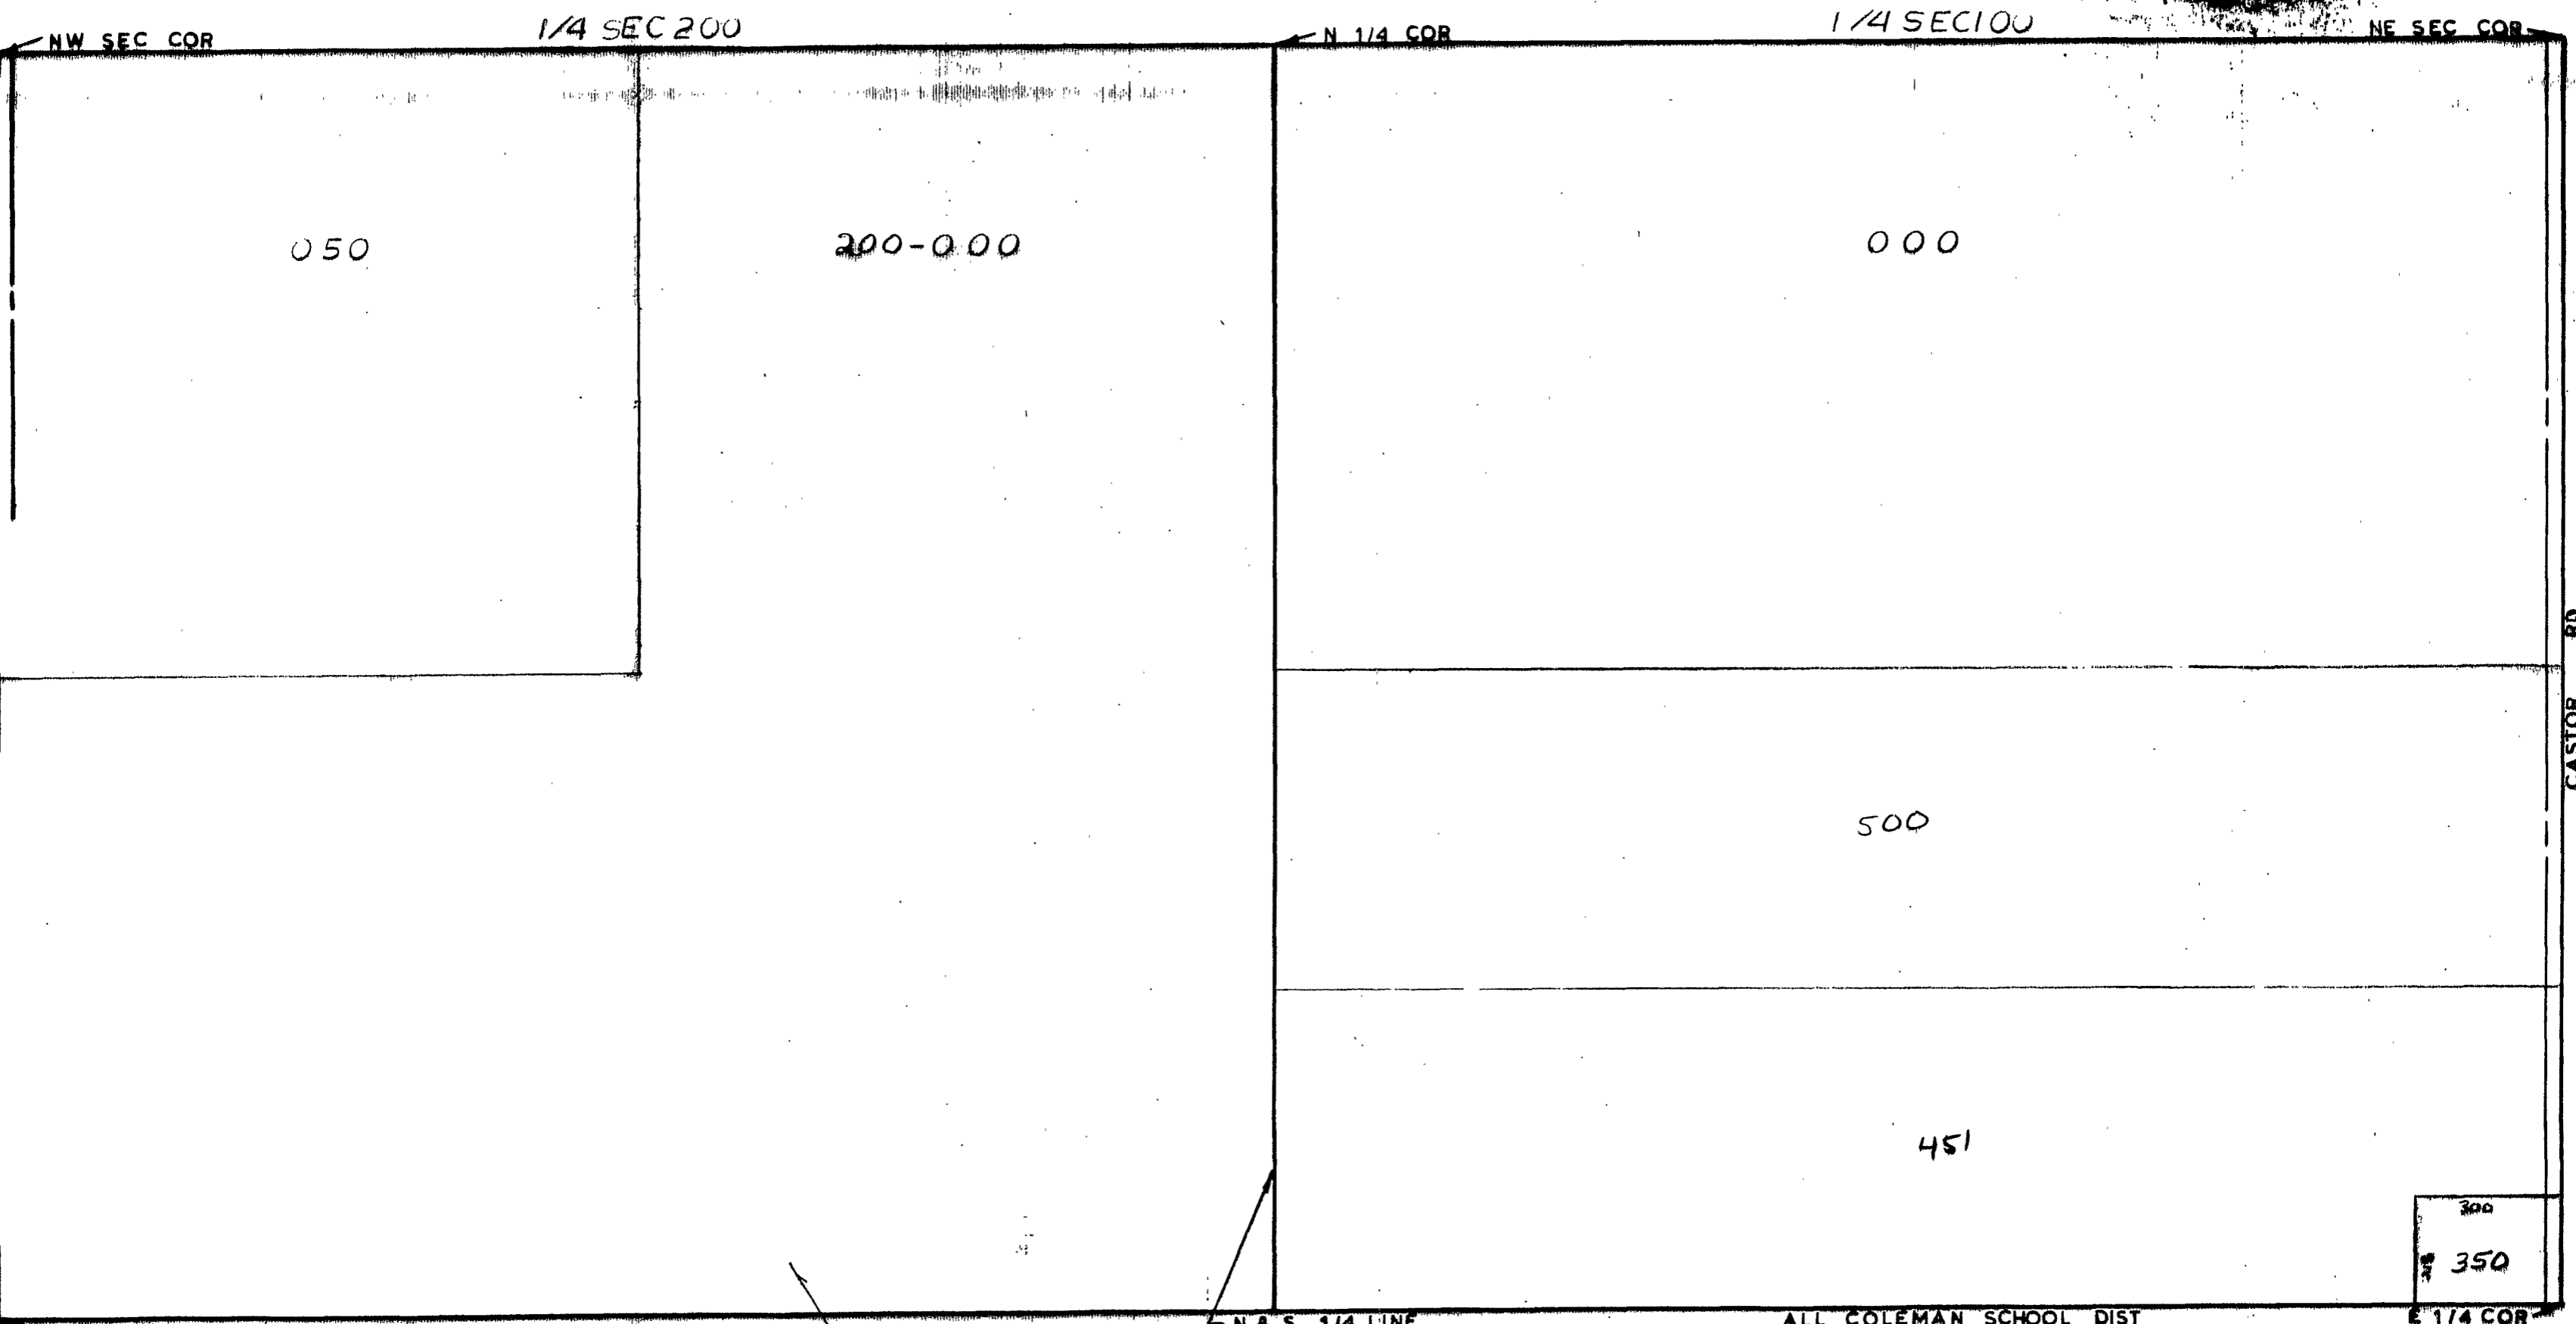 1/4 SEC 200
1/4 SEC 100
NW SEC COR
N 1/4 COR
NE SEC COR
050
200-000
000
CASTOR RD
500
451
300
350
N & S 1/4 LINE
ALL COLEMAN SCHOOL DIST
E 1/4 COR